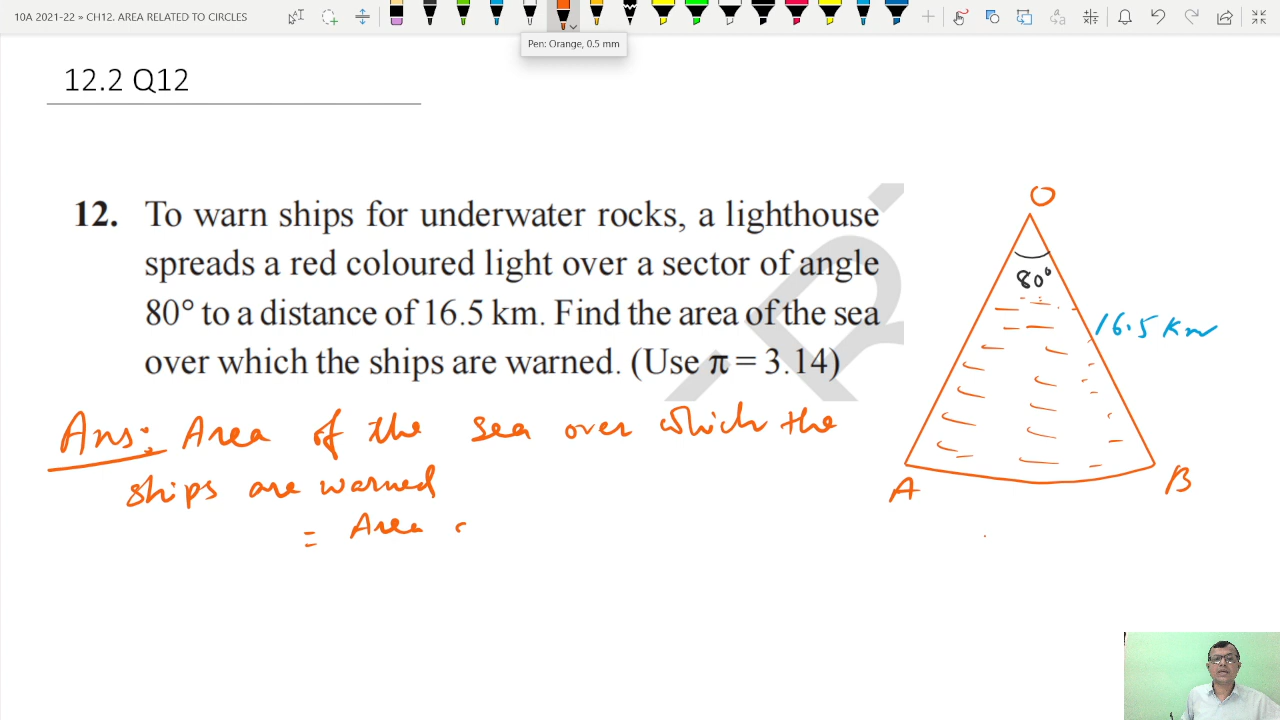 10A 2021-22 » CH12. AREA RELATED TO CIRCLES
Pen: Orange, 0.5 mm
12.2 Q12
12. To warn ships for underwater rocks, a lighthouse
spreads a red coloured light over a sector of angle
80° to a distance of 16.5 km. Find the area of the sea
over which the ships are warned. (Use π = 3.14)
O
80°
16.5 Km
A
B
Ans: Area of the sea over which the
ships are warned
= Area